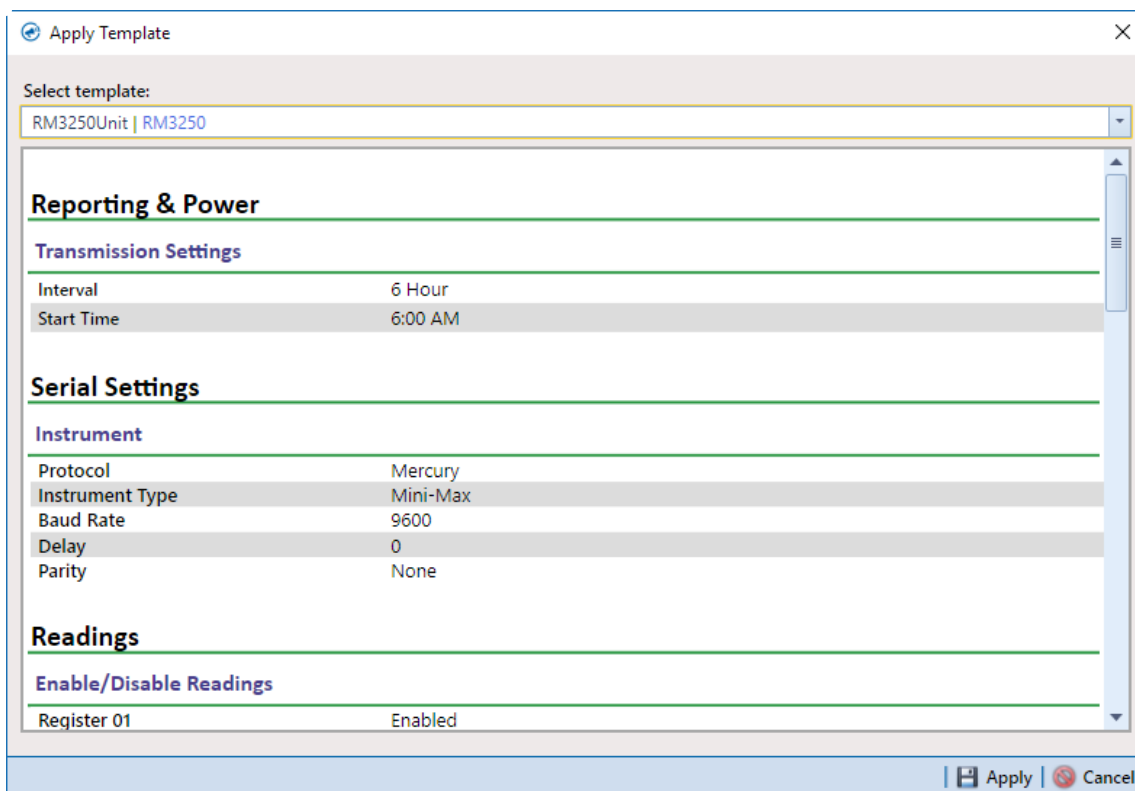 Apply Template
Select template:
RM3250Unit | RM3250
Reporting & Power
Transmission Settings
Interval 6 Hour
Start Time 6:00 AM
Serial Settings
Instrument
Protocol Mercury
Instrument Type Mini-Max
Baud Rate 9600
Delay 0
Parity None
Readings
Enable/Disable Readings
Register 01 Enabled
Apply | Cancel